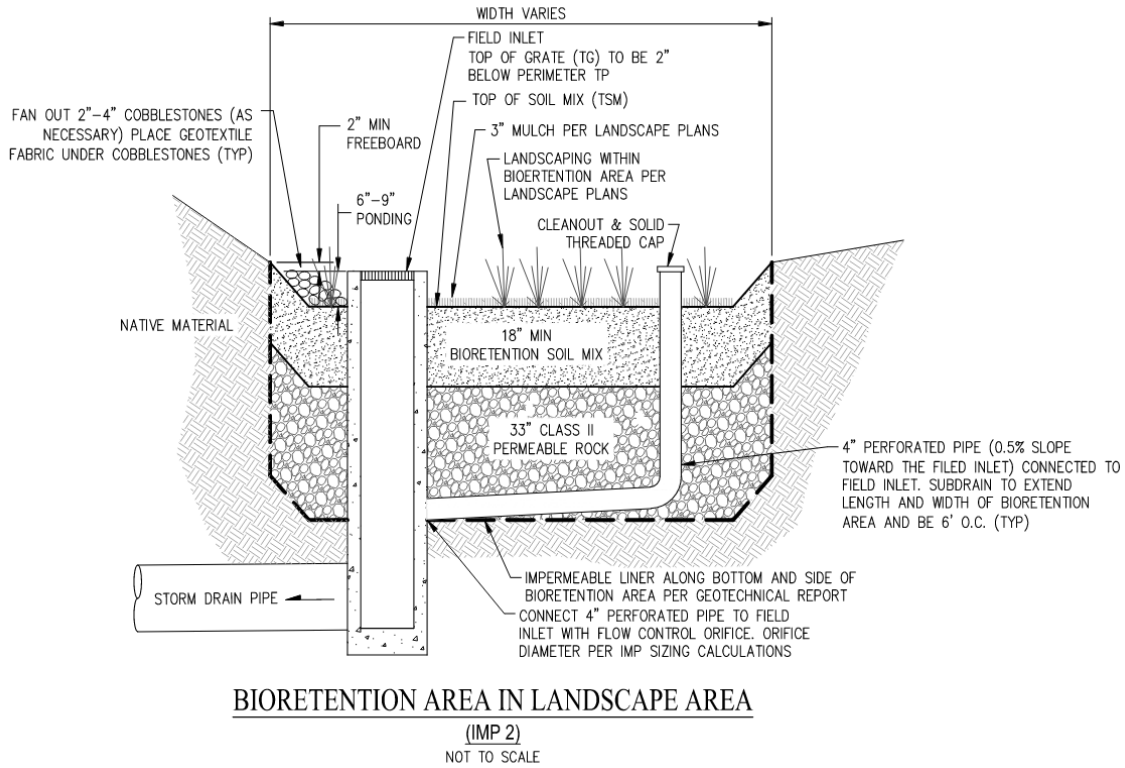 WIDTH VARIES
FIELD INLET
TOP OF GRATE (TG) TO BE 2"
BELOW PERIMETER TP
TOP OF SOIL MIX (TSM)
3" MULCH PER LANDSCAPE PLANS
LANDSCAPING WITHIN
BIOERTENTION AREA PER
LANDSCAPE PLANS
CLEANOUT & SOLID
THREADED CAP
FAN OUT 2"-4" COBBLESTONES (AS
NECESSARY) PLACE GEOTEXTILE
FABRIC UNDER COBBLESTONES (TYP)
2" MIN
FREEBOARD
6"-9"
PONDING
NATIVE MATERIAL
18" MIN
BIORETENTION SOIL MIX
33" CLASS II
PERMEABLE ROCK
4" PERFORATED PIPE (0.5% SLOPE
TOWARD THE FILED INLET) CONNECTED TO
FIELD INLET. SUBDRAIN TO EXTEND
LENGTH AND WIDTH OF BIORETENTION
AREA AND BE 6' O.C. (TYP)
IMPERMEABLE LINER ALONG BOTTOM AND SIDE OF
BIORETENTION AREA PER GEOTECHNICAL REPORT
CONNECT 4" PERFORATED PIPE TO FIELD
INLET WITH FLOW CONTROL ORIFICE. ORIFICE
DIAMETER PER IMP SIZING CALCULATIONS
STORM DRAIN PIPE
BIORETENTION AREA IN LANDSCAPE AREA
(IMP 2)
NOT TO SCALE